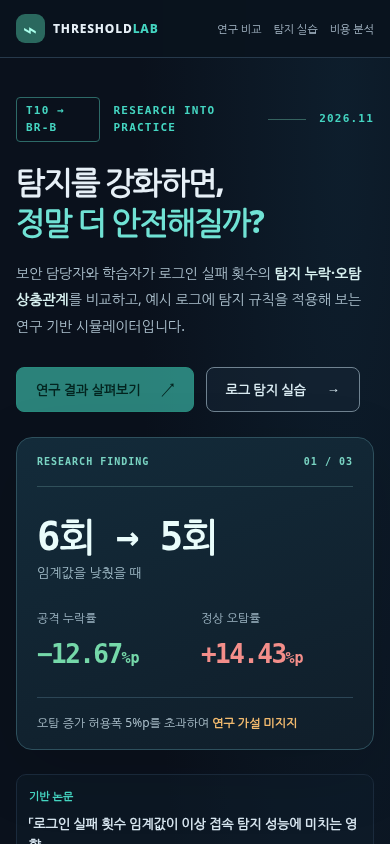 THRESHOLDLAB
연구 비교 탐지 실습 비용 분석
T10 →
BR-B
RESEARCH INTO
PRACTICE
2026.11
탐지를 강화하면,
정말 더 안전해질까?
보안 담당자와 학습자가 로그인 실패 횟수의 탐지 누락·오탐
상충관계를 비교하고, 예시 로그에 탐지 규칙을 적용해 보는
연구 기반 시뮬레이터입니다.
연구 결과 살펴보기 ↗
로그 탐지 실습 →
RESEARCH FINDING 01 / 03
6회 → 5회
임계값을 낮췄을 때
공격 누락률 정상 오탐률
−12.67%p +14.43%p
오탐 증가 허용폭 5%p를 초과하여 연구 가설 미지지
기반 논문
「로그인 실패 횟수 임계값이 이상 접속 탐지 성능에 미치는 영
향